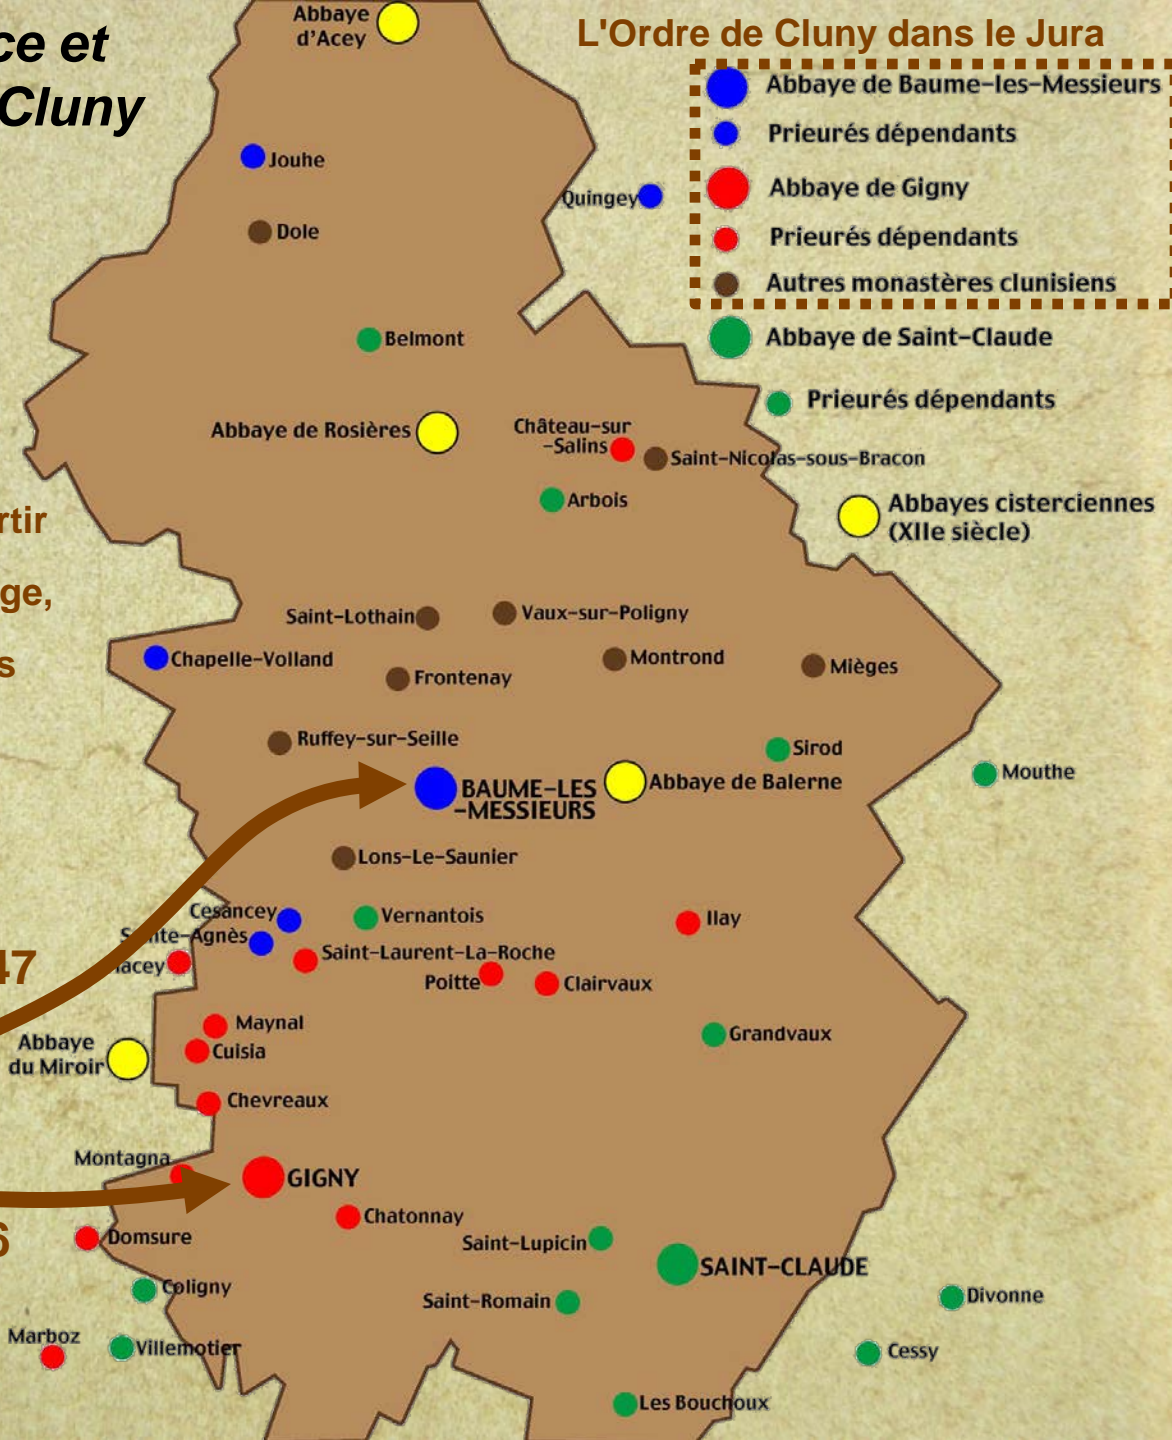 ce et
Cluny
Abbaye
d'Acey
L'Ordre de Cluny dans le Jura
Abbaye de Baume-les-Messieurs
Prieurés dépendants
Abbaye de Gigny
Prieurés dépendants
Autres monastères clunisiens
Abbaye de Saint-Claude
Prieurés dépendants
Abbayes cisterciennes
(XIIe siècle)
Jouhe
Quingey
Dole
Belmont
Abbaye de Rosières
Château-sur
-Salins
Saint-Nicolas-sous-Bracon
Arbois
rtir
ge,
s
Saint-Lothain
Vaux-sur-Poligny
Chapelle-Volland
Montrond
Mièges
Frontenay
Ruffey-sur-Seille
Sirod
Mouthe
BAUME-LES
-MESSIEURS
Abbaye de Balerne
Lons-Le-Saunier
Cesancey
Vernantois
Ilay
Sainte-Agnès
Saint-Laurent-La-Roche
47
Poitte
Clairvaux
Maynal
Grandvaux
Abbaye
du Miroir
Cuisia
Chevreaux
Montagna
GIGNY
Chatonnay
6
Domsure
Saint-Lupicin
SAINT-CLAUDE
Coligny
Saint-Romain
Divonne
Marboz
Villemotier
Cessy
Les Bouchoux